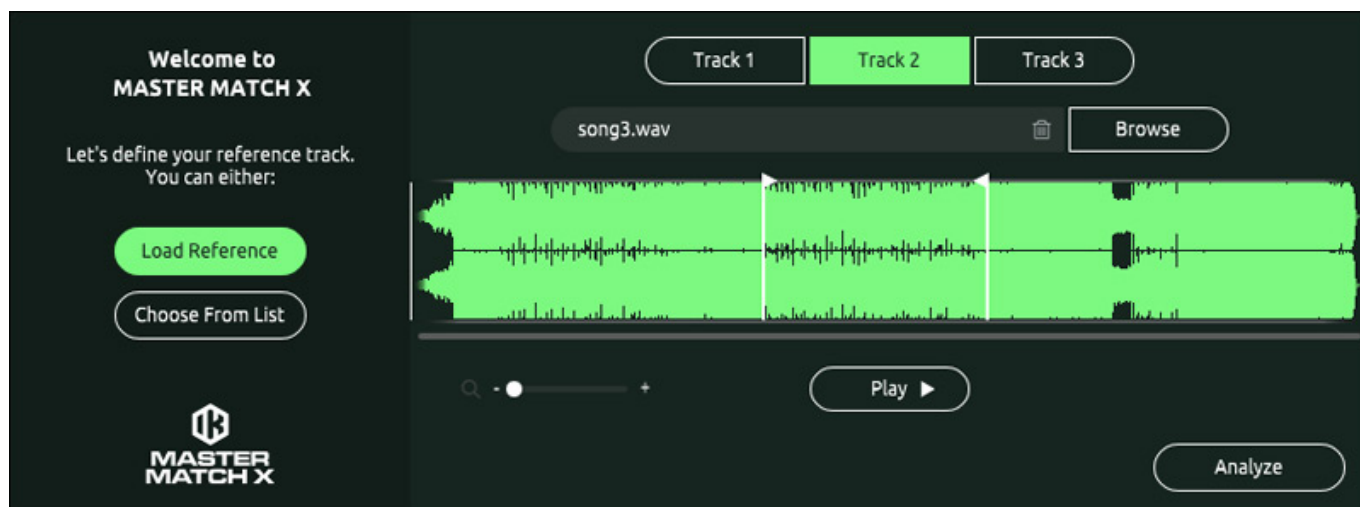 Welcome to
MASTER MATCH X
Let's define your reference track.
You can either:
Load Reference
Choose From List
IK
MASTER
MATCH X
Track 1
Track 2
Track 3
song3.wav
Browse
- +
Play
Analyze